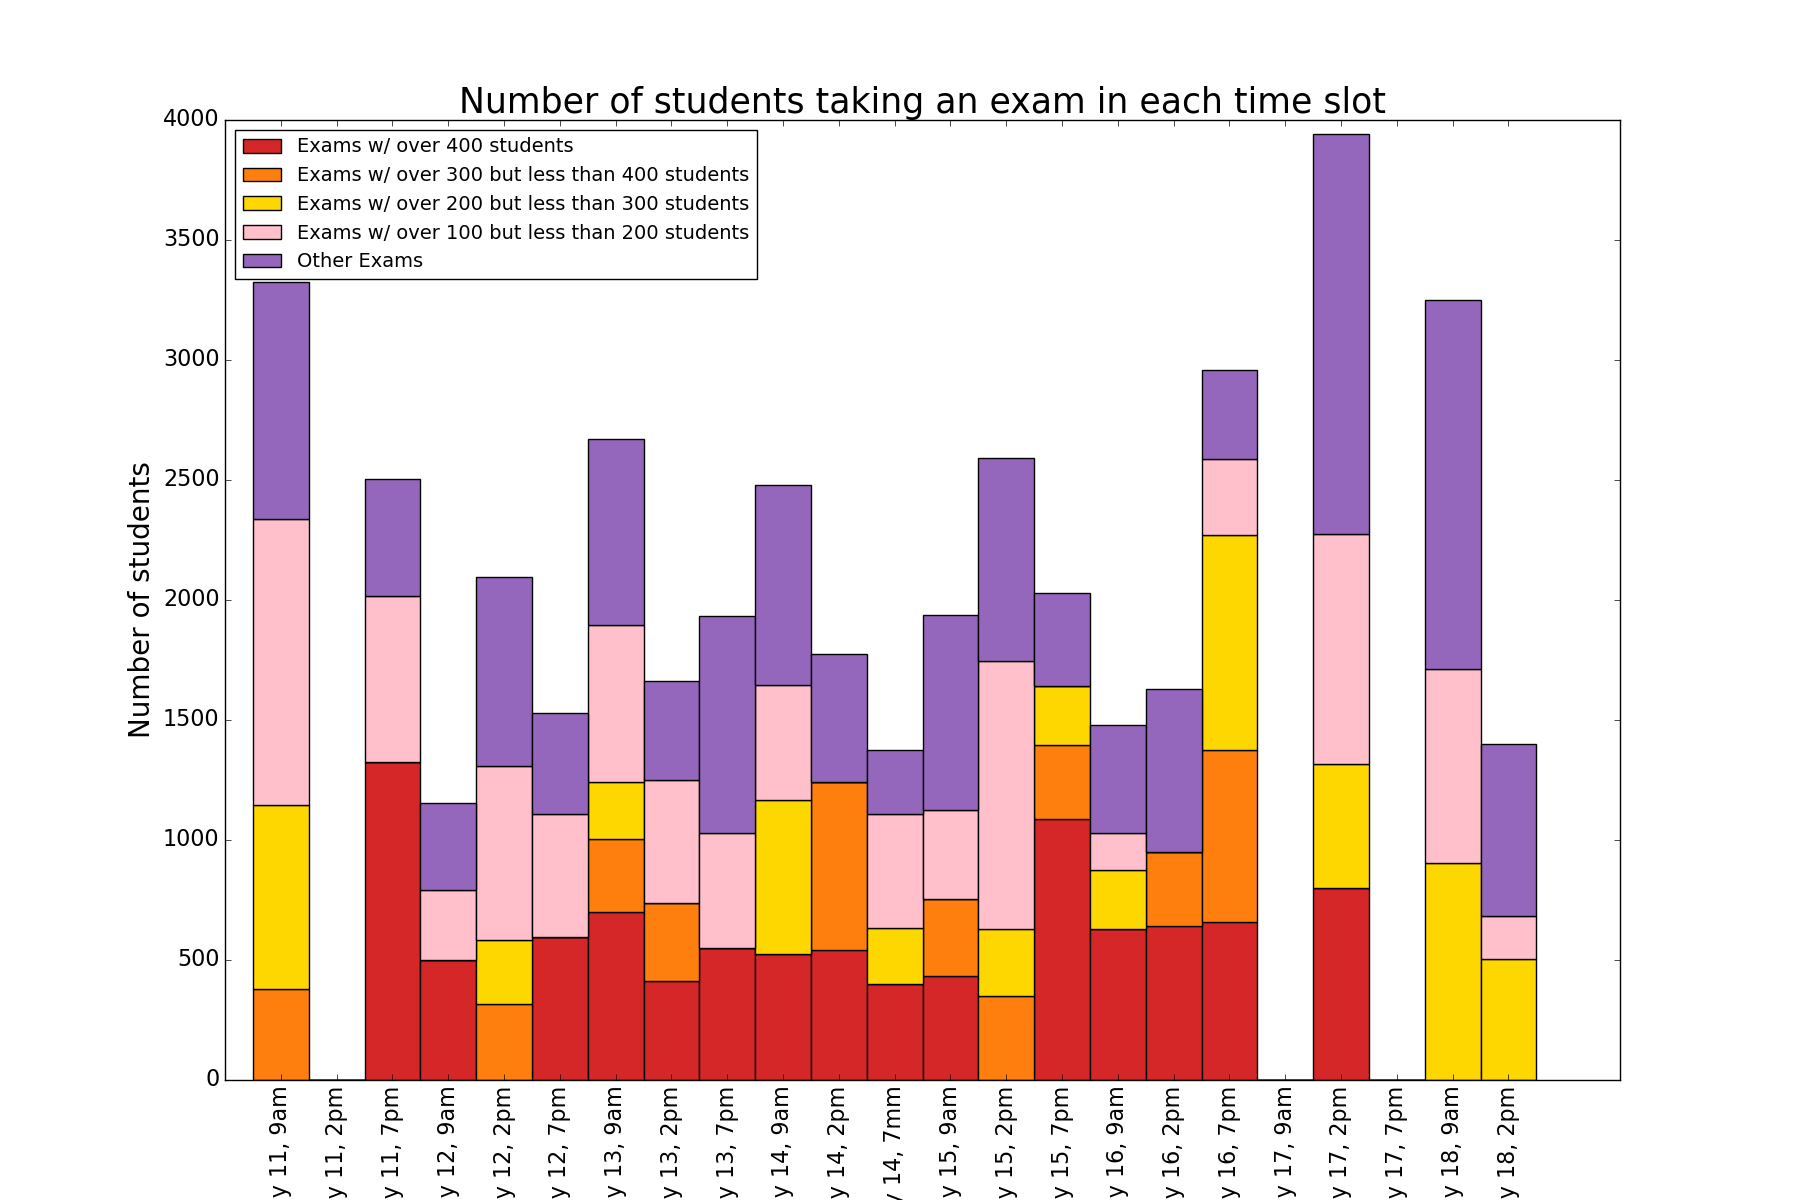 Number of students taking an exam in each time slot
Exams w/ over 400 students
Exams w/ over 300 but less than 400 students
Exams w/ over 200 but less than 300 students
Exams w/ over 100 but less than 200 students
Other Exams
Number of students
4000
3500
3000
2500
2000
1500
1000
500
0
y 11, 9am
y 11, 2pm
y 11, 7pm
y 12, 9am
y 12, 2pm
y 12, 7pm
y 13, 9am
y 13, 2pm
y 13, 7pm
y 14, 9am
y 14, 2pm
y 14, 7mm
y 15, 9am
y 15, 2pm
y 15, 7pm
y 16, 9am
y 16, 2pm
y 16, 7pm
y 17, 9am
y 17, 2pm
y 17, 7pm
y 18, 9am
y 18, 2pm